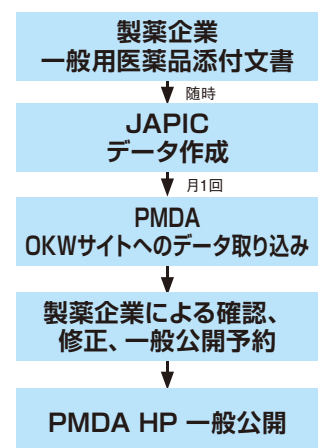 製薬企業
一般用医薬品添付文書
随時
JAPIC
データ作成
月1回
PMDA
OKWサイトへのデータ取り込み
製薬企業による確認、
修正、一般公開予約
PMDA HP 一般公開